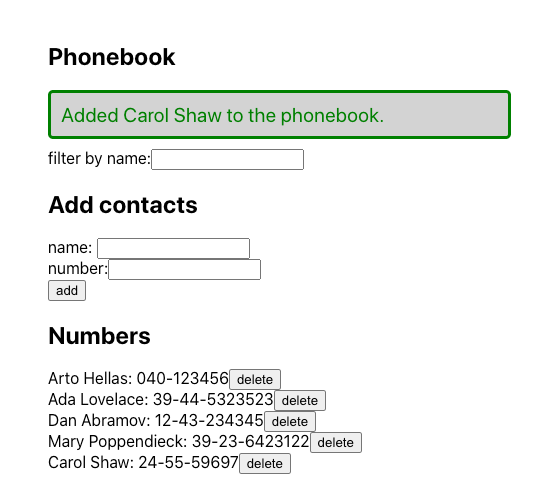 Phonebook
Added Carol Shaw to the phonebook.
filter by name:
Add contacts
name:
number:
add
Numbers
Arto Hellas: 040-123456 delete
Ada Lovelace: 39-44-5323523 delete
Dan Abramov: 12-43-234345 delete
Mary Poppendieck: 39-23-6423122 delete
Carol Shaw: 24-55-59697 delete